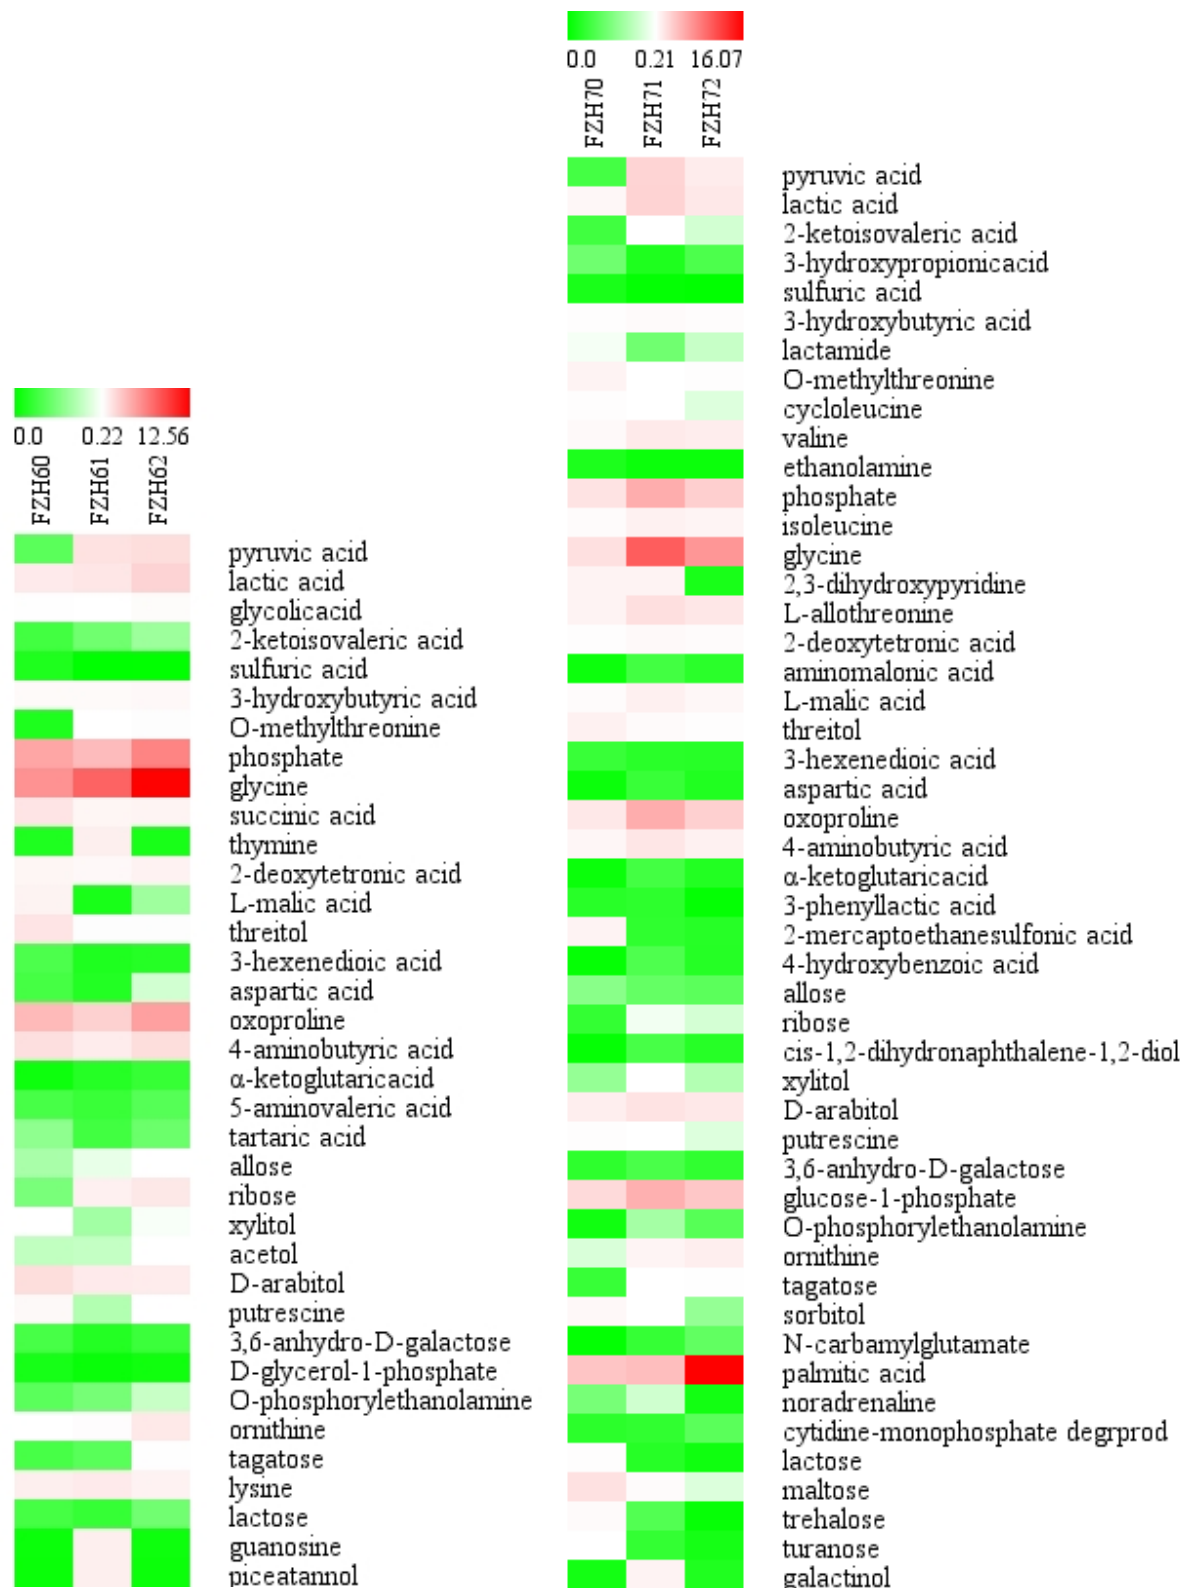 0.0 0.22 12.56
FZH60 FZH61 FZH62
pyruvic acid
lactic acid
glycolicacid
2-ketoisovaleric acid
sulfuric acid
3-hydroxybutyric acid
O-methylthreonine
phosphate
glycine
succinic acid
thymine
2-deoxytetronic acid
L-malic acid
threitol
3-hexenedioic acid
aspartic acid
oxoproline
4-aminobutyric acid
α-ketoglutaricacid
5-aminovaleric acid
tartaric acid
allose
ribose
xylitol
acetol
D-arabitol
putrescine
3,6-anhydro-D-galactose
D-glycerol-1-phosphate
O-phosphorylethanolamine
ornithine
tagatose
lysine
lactose
guanosine
piceatannol
0.0 0.21 16.07
FZH70 FZH71 FZH72
pyruvic acid
lactic acid
2-ketoisovaleric acid
3-hydroxypropionicacid
sulfuric acid
3-hydroxybutyric acid
lactamide
O-methylthreonine
cycloleucine
valine
ethanolamine
phosphate
isoleucine
glycine
2,3-dihydroxypyridine
L-allothreonine
2-deoxytetronic acid
aminomalonic acid
L-malic acid
threitol
3-hexenedioic acid
aspartic acid
oxoproline
4-aminobutyric acid
α-ketoglutaricacid
3-phenyllactic acid
2-mercaptoethanesulfonic acid
4-hydroxybenzoic acid
allose
ribose
cis-1,2-dihydronaphthalene-1,2-diol
xylitol
D-arabitol
putrescine
3,6-anhydro-D-galactose
glucose-1-phosphate
O-phosphorylethanolamine
ornithine
tagatose
sorbitol
N-carbamylglutamate
palmitic acid
noradrenaline
cytidine-monophosphate degrprod
lactose
maltose
trehalose
turanose
galactinol